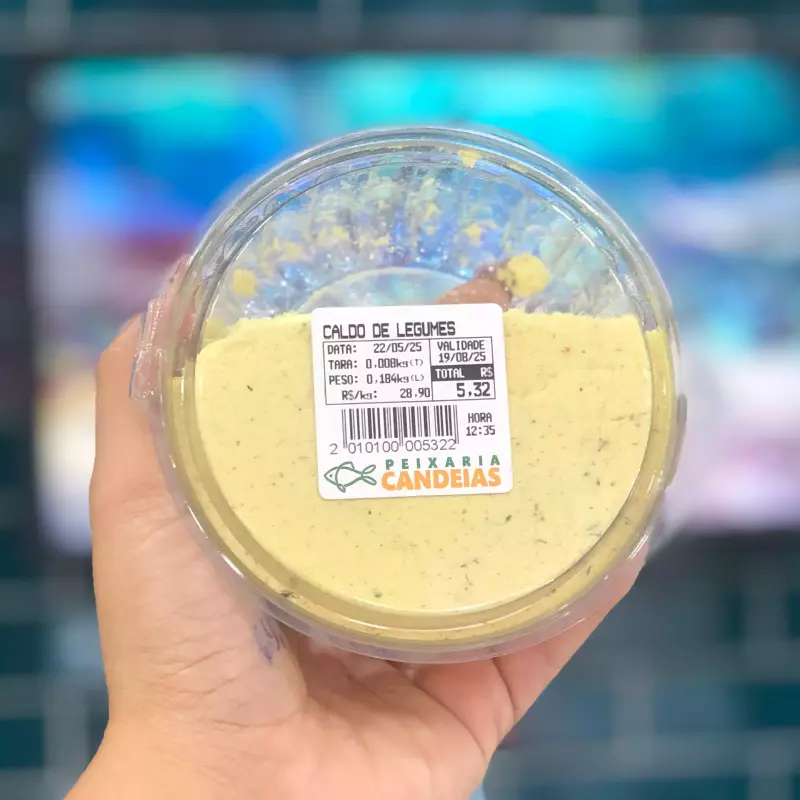 CALDO DE LEGUMES
DATA: 22/05/25
VALIDADE
19/08/25
TARA: 0,008kg(T)
PESO: 0,184kg(L)
TOTAL R$
R$/kg: 28,90
5,32
HORA
12:35
2 010100 005322
PEIXARIA
CANDEIAS